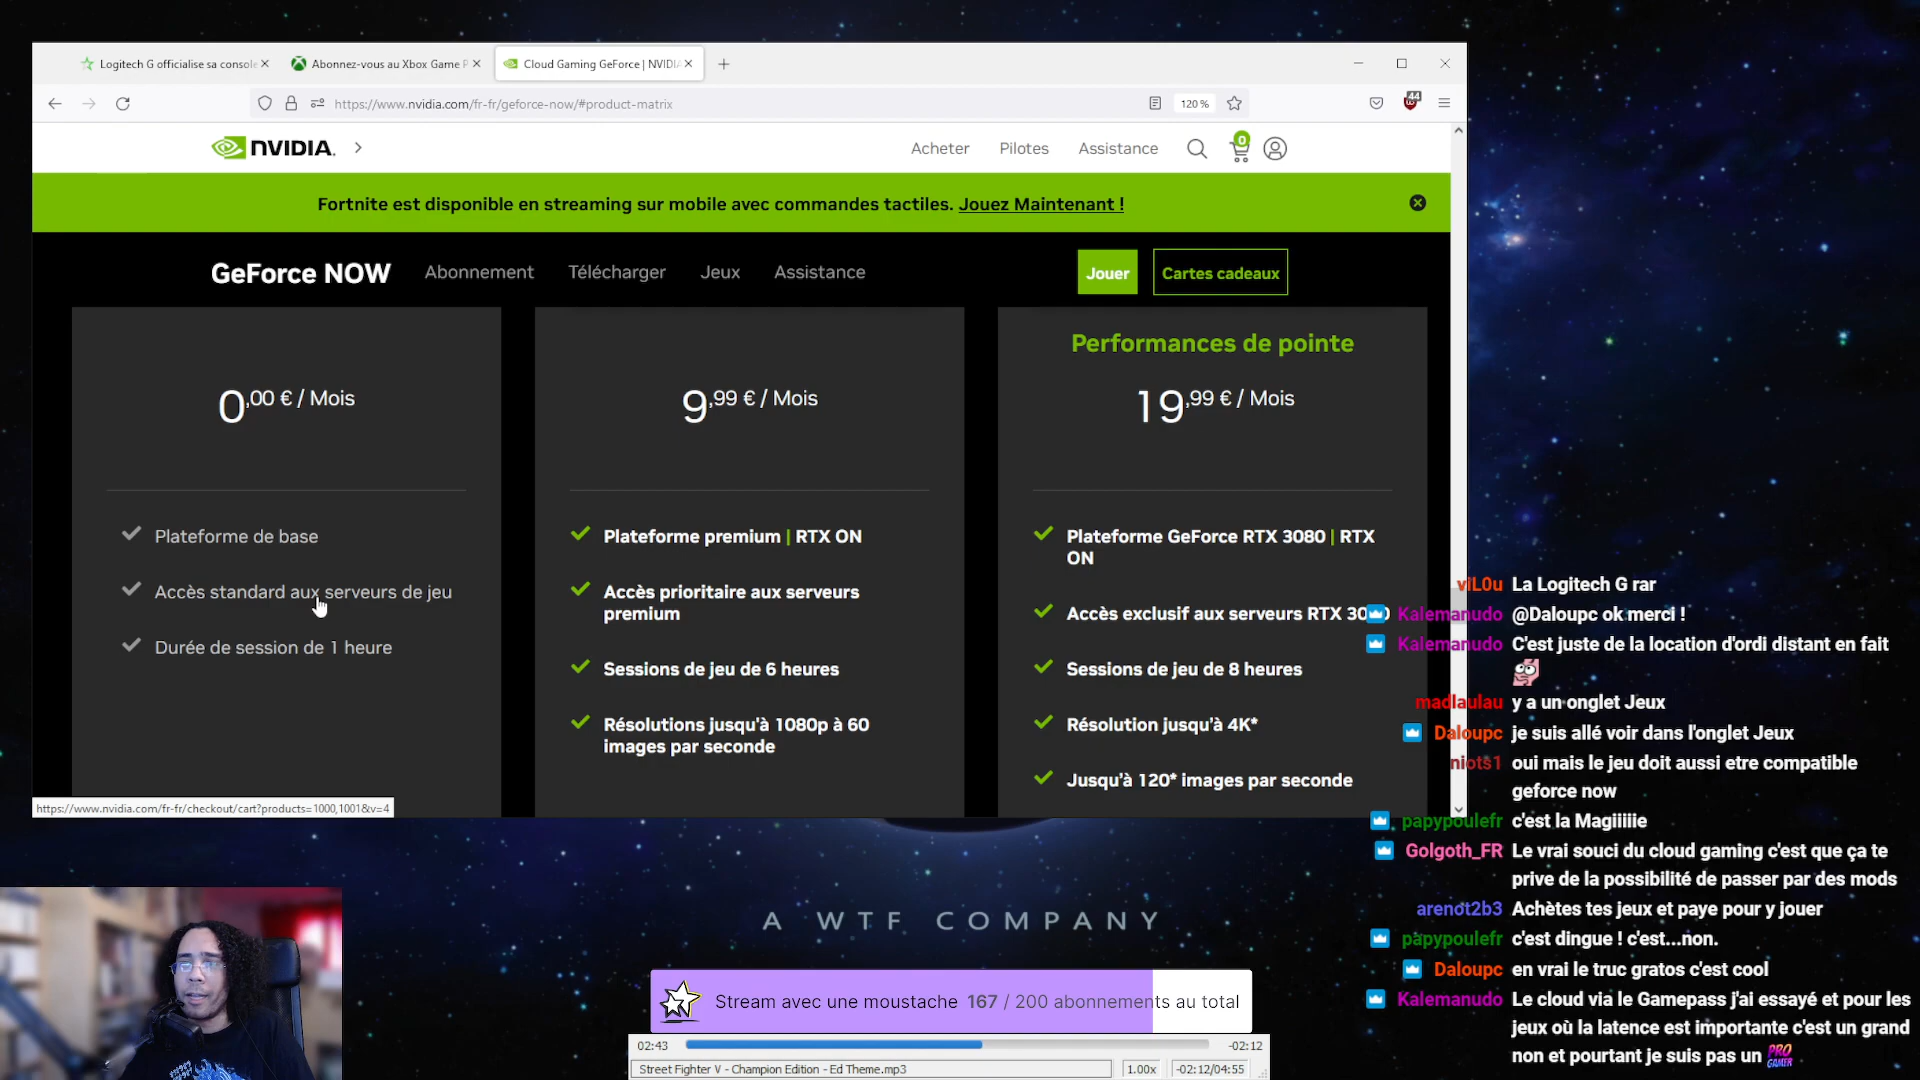 Logitech G officialise sa console
Abonnez-vous au Xbox Game P
Cloud Gaming GeForce | NVIDIA
https://www.nvidia.com/fr-fr/geforce-now/#product-matrix
120 %
44
NVIDIA.
Acheter
Pilotes
Assistance
0
Fortnite est disponible en streaming sur mobile avec commandes tactiles. Jouez Maintenant !
GeForce NOW
Abonnement
Télécharger
Jeux
Assistance
Jouer
Cartes cadeaux
0,00 € / Mois
Plateforme de base
Accès standard aux serveurs de jeu
Durée de session de 1 heure
9,99 € / Mois
Plateforme premium | RTX ON
Accès prioritaire aux serveurs
premium
Sessions de jeu de 6 heures
Résolutions jusqu'à 1080p à 60
images par seconde
Performances de pointe
19,99 € / Mois
Plateforme GeForce RTX 3080 | RTX
ON
Accès exclusif aux serveurs RTX
Sessions de jeu de 8 heures
Résolution jusqu'à 4K*
Jusqu'à 120* images par seconde
https://www.nvidia.com/fr-fr/checkout/cart?products=1000,1001&v=4
viL0u La Logitech G rar
Kalemanudo @Daloupc ok merci !
Kalemanudo C'est juste de la location d'ordi distant en fait
madlaulau y a un onglet Jeux
Daloupc je suis allé voir dans l'onglet Jeux
niots1 oui mais le jeu doit aussi etre compatible
geforce now
papypoulefr c'est la Magiiiiie
Golgoth_FR Le vrai souci du cloud gaming c'est que ça te
prive de la possibilité de passer par des mods
arenot2b3 Achètes tes jeux et paye pour y jouer
papypoulefr c'est dingue ! c'est...non.
Daloupc en vrai le truc gratos c'est cool
Kalemanudo Le cloud via le Gamepass j'ai essayé et pour les
jeux où la latence est importante c'est un grand
non et pourtant je suis pas un PRO
GAMER
A WTF COMPANY
Stream avec une moustache 167 / 200 abonnements au total
02:43
-02:12
Street Fighter V - Champion Edition - Ed Theme.mp3
1.00x
-02:12/04:55